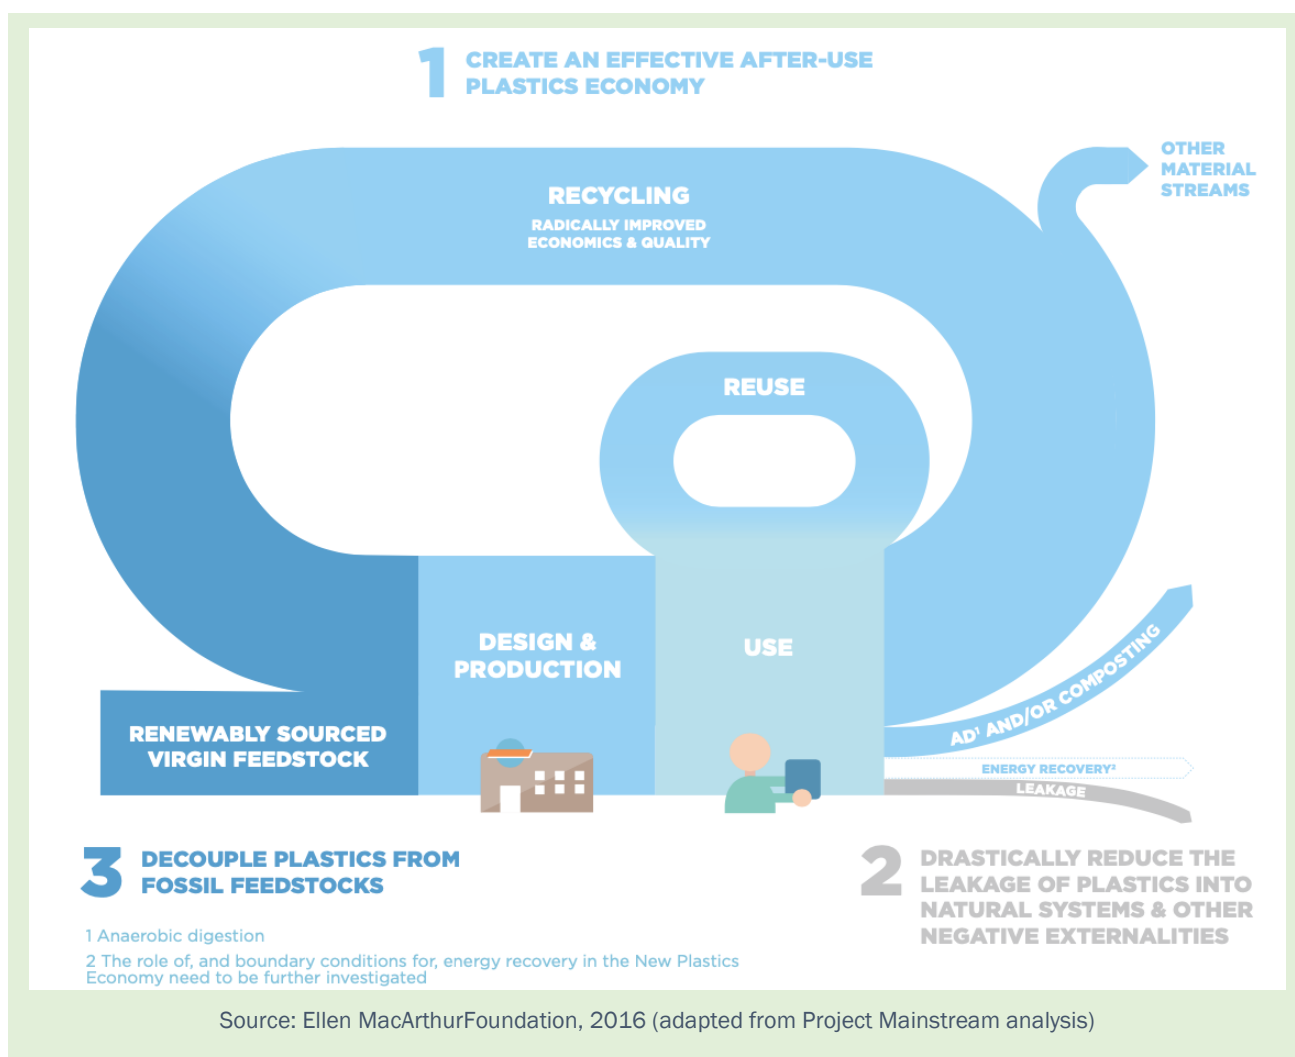 1 CREATE AN EFFECTIVE AFTER-USE
PLASTICS ECONOMY
OTHER
MATERIAL
STREAMS
RECYCLING
RADICALLY IMPROVED
ECONOMICS & QUALITY
REUSE
DESIGN &
PRODUCTION
USE
RENEWABLY SOURCED
VIRGIN FEEDSTOCK
AD¹ AND/OR COMPOSTING
ENERGY RECOVERY²
LEAKAGE
3 DECOUPLE PLASTICS FROM
FOSSIL FEEDSTOCKS
2 DRASTICALLY REDUCE THE
LEAKAGE OF PLASTICS INTO
NATURAL SYSTEMS & OTHER
NEGATIVE EXTERNALITIES
1 Anaerobic digestion
2 The role of, and boundary conditions for, energy recovery in the New Plastics
Economy need to be further investigated
Source: Ellen MacArthurFoundation, 2016 (adapted from Project Mainstream analysis)